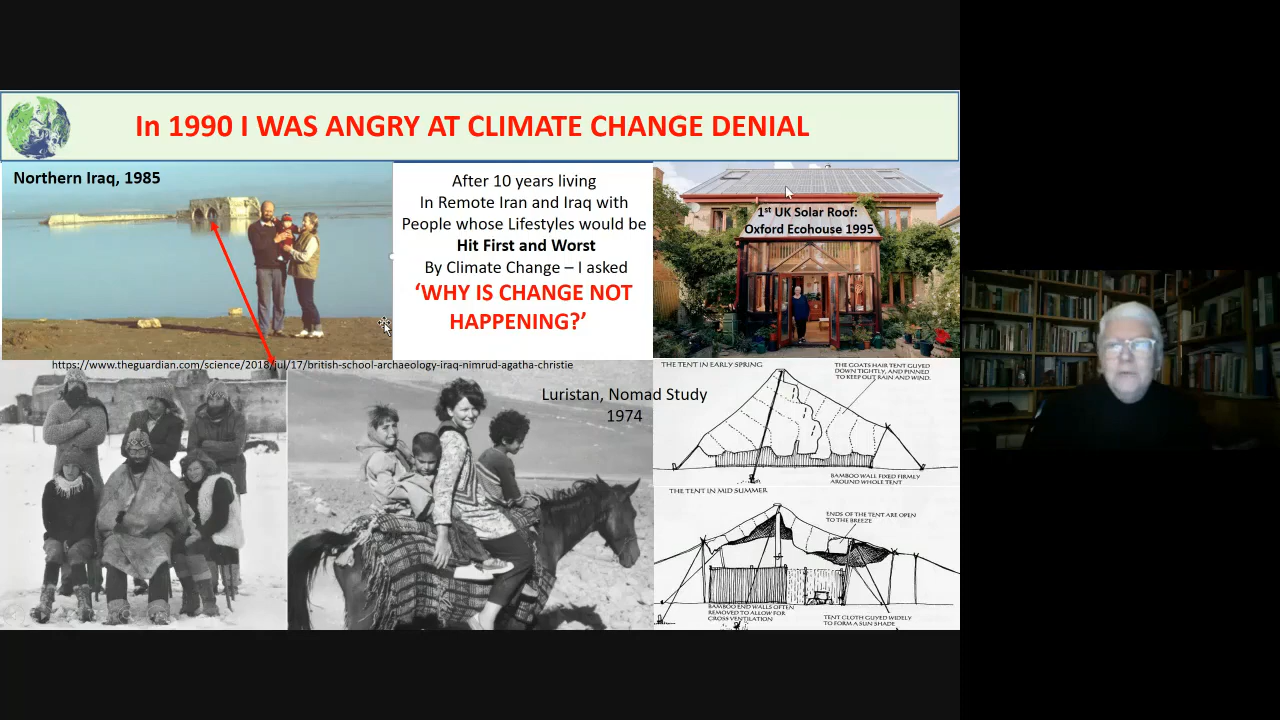 In 1990 I WAS ANGRY AT CLIMATE CHANGE DENIAL
Northern Iraq, 1985
After 10 years living
In Remote Iran and Iraq with
People whose Lifestyles would be
Hit First and Worst
By Climate Change – I asked
‘WHY IS CHANGE NOT
HAPPENING?’
1st UK Solar Roof:
Oxford Ecohouse 1995
https://www.theguardian.com/science/2018/jul/17/british-school-archaeology-iraq-nimrud-agatha-christie
Luristan, Nomad Study
1974
THE TENT IN EARLY SPRING
THE GOATS HAIR TENT GUYED
DOWN TIGHTLY, AND PINNED
TO KEEP OUT RAIN AND WIND.
BAMBOO WALL FIXED FIRMLY
AROUND WHOLE TENT
THE TENT IN MID SUMMER
ENDS OF THE TENT ARE OPEN
TO THE BREEZE
BAMBOO END WALLS OFTEN
REMOVED TO ALLOW FOR
CROSS VENTILATION
TENT CLOTH GUYED WIDELY
TO FORM A SUN SHADE